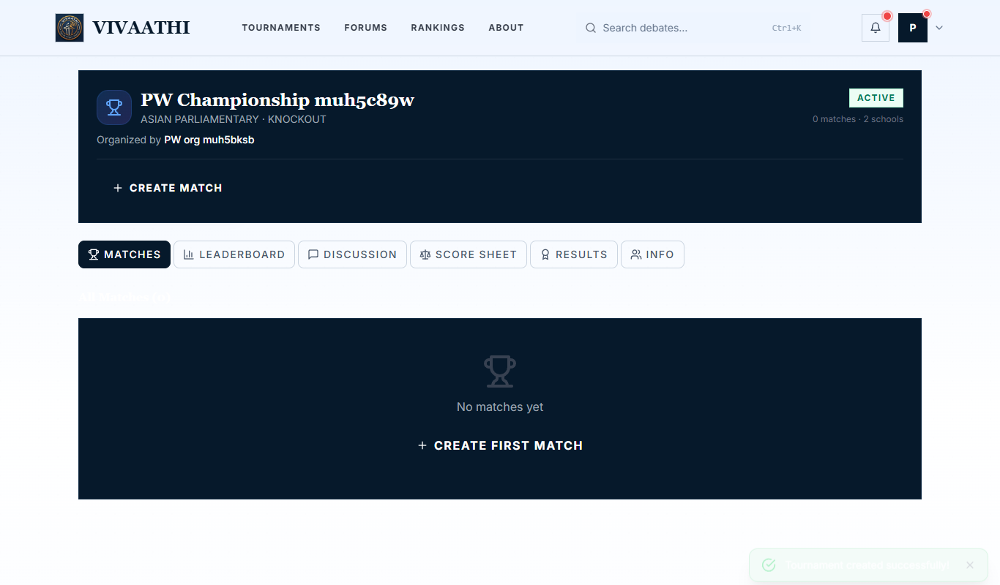 VIVAATHI
TOURNAMENTS
FORUMS
RANKINGS
ABOUT
Search debates...
Ctrl+K
P
PW Championship muh5c89w
ASIAN PARLIAMENTARY · KNOCKOUT
Organized by PW org muh5bksb
ACTIVE
0 matches · 2 schools
CREATE MATCH
MATCHES
LEADERBOARD
DISCUSSION
SCORE SHEET
RESULTS
INFO
All Matches (0)
No matches yet
CREATE FIRST MATCH
Tournament created successfully!